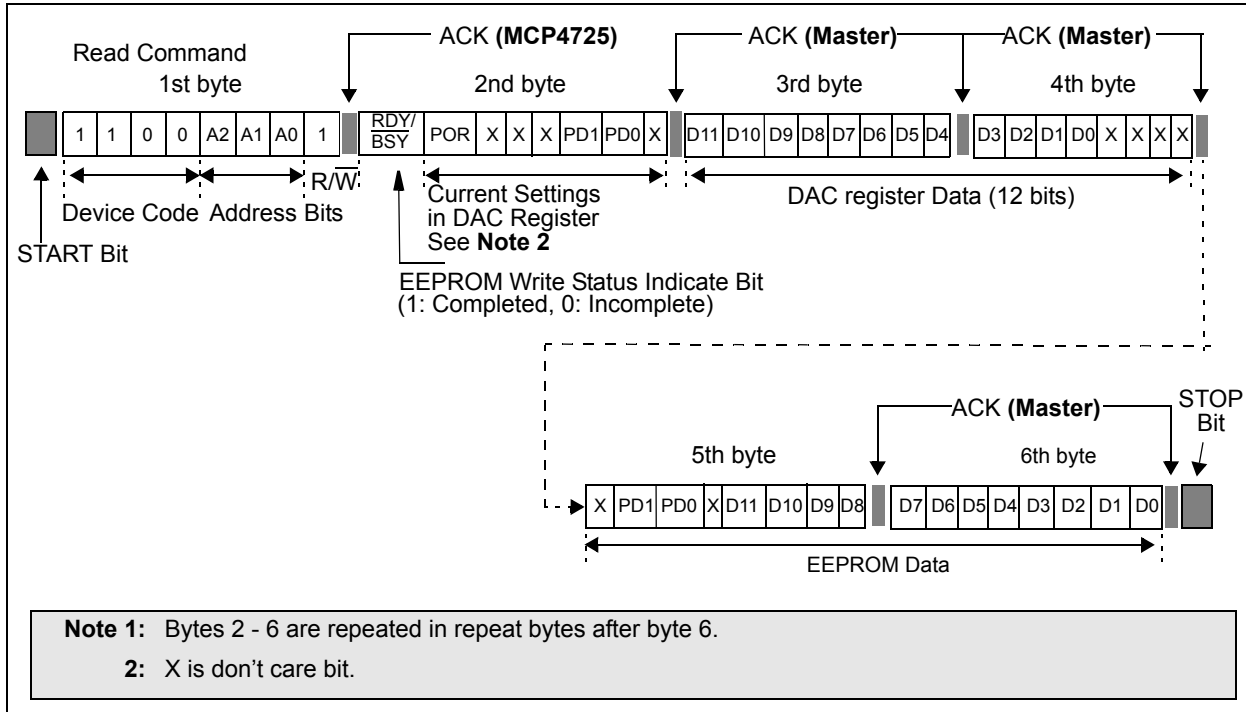 Read Command
1st byte
ACK (MCP4725)
2nd byte
ACK (Master)
3rd byte
ACK (Master)
4th byte
1 1 0 0 A2 A1 A0 1
RDY/
BSY POR X X X PD1 PD0 X
D11 D10 D9 D8 D7 D6 D5 D4
D3 D2 D1 D0 X X X X
R/W
Device Code
Address Bits
START Bit
Current Settings
in DAC Register
See Note 2
DAC register Data (12 bits)
EEPROM Write Status Indicate Bit
(1: Completed, 0: Incomplete)
ACK (Master)
STOP
Bit
5th byte
6th byte
X PD1 PD0 X D11 D10 D9 D8
D7 D6 D5 D4 D3 D2 D1 D0
EEPROM Data
Note 1: Bytes 2 - 6 are repeated in repeat bytes after byte 6.
2: X is don't care bit.